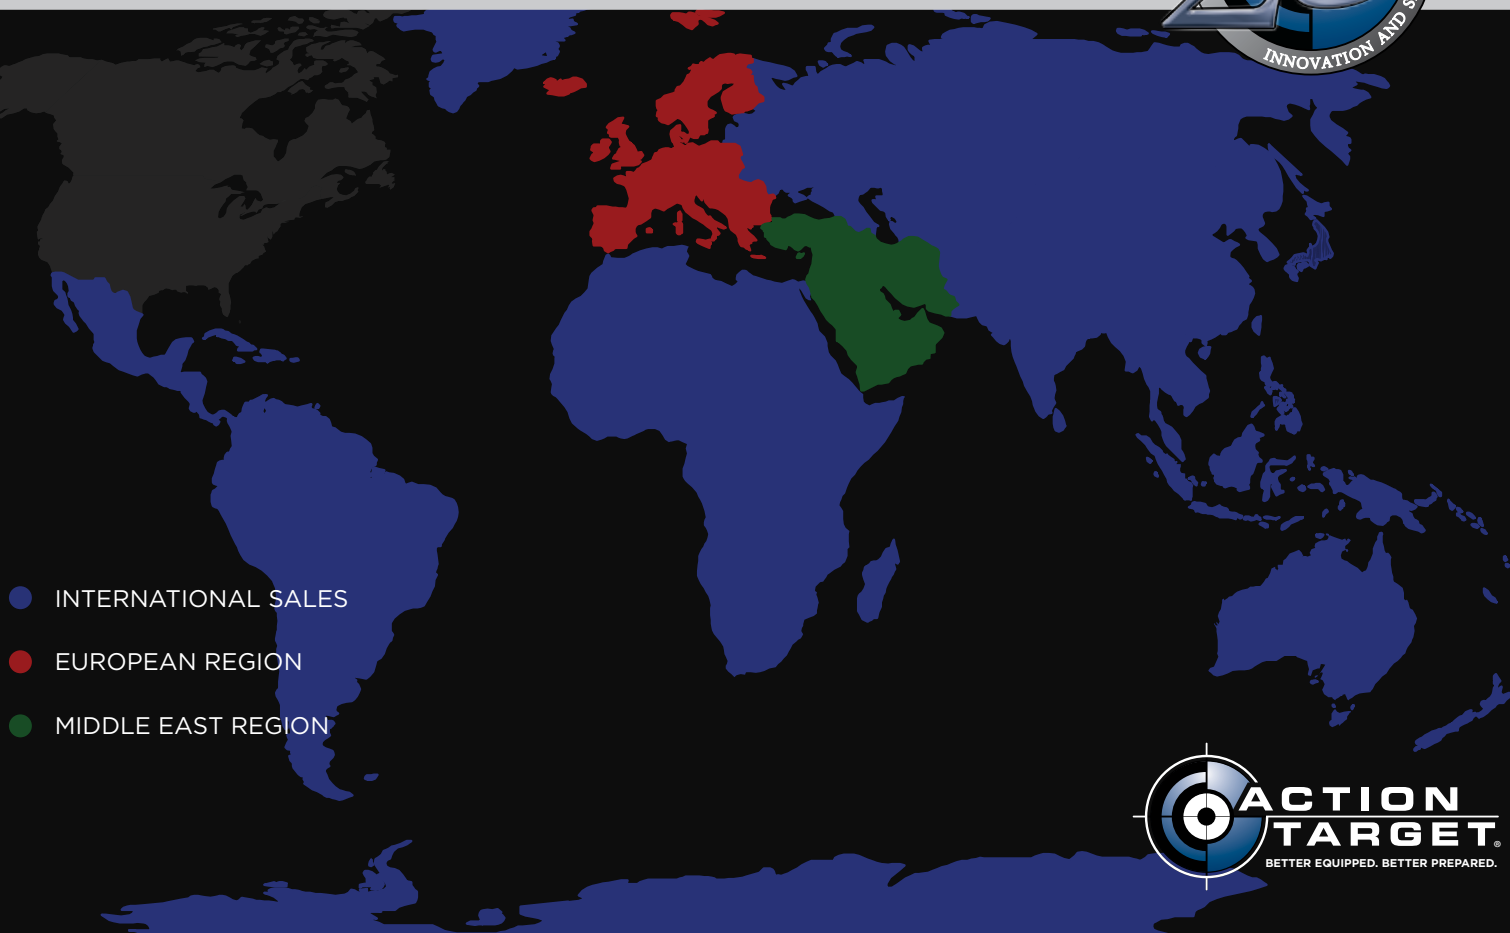 INNOVATION AND
INTERNATIONAL SALES
EUROPEAN REGION
MIDDLE EAST REGION
ACTION
TARGET®
BETTER EQUIPPED. BETTER PREPARED.